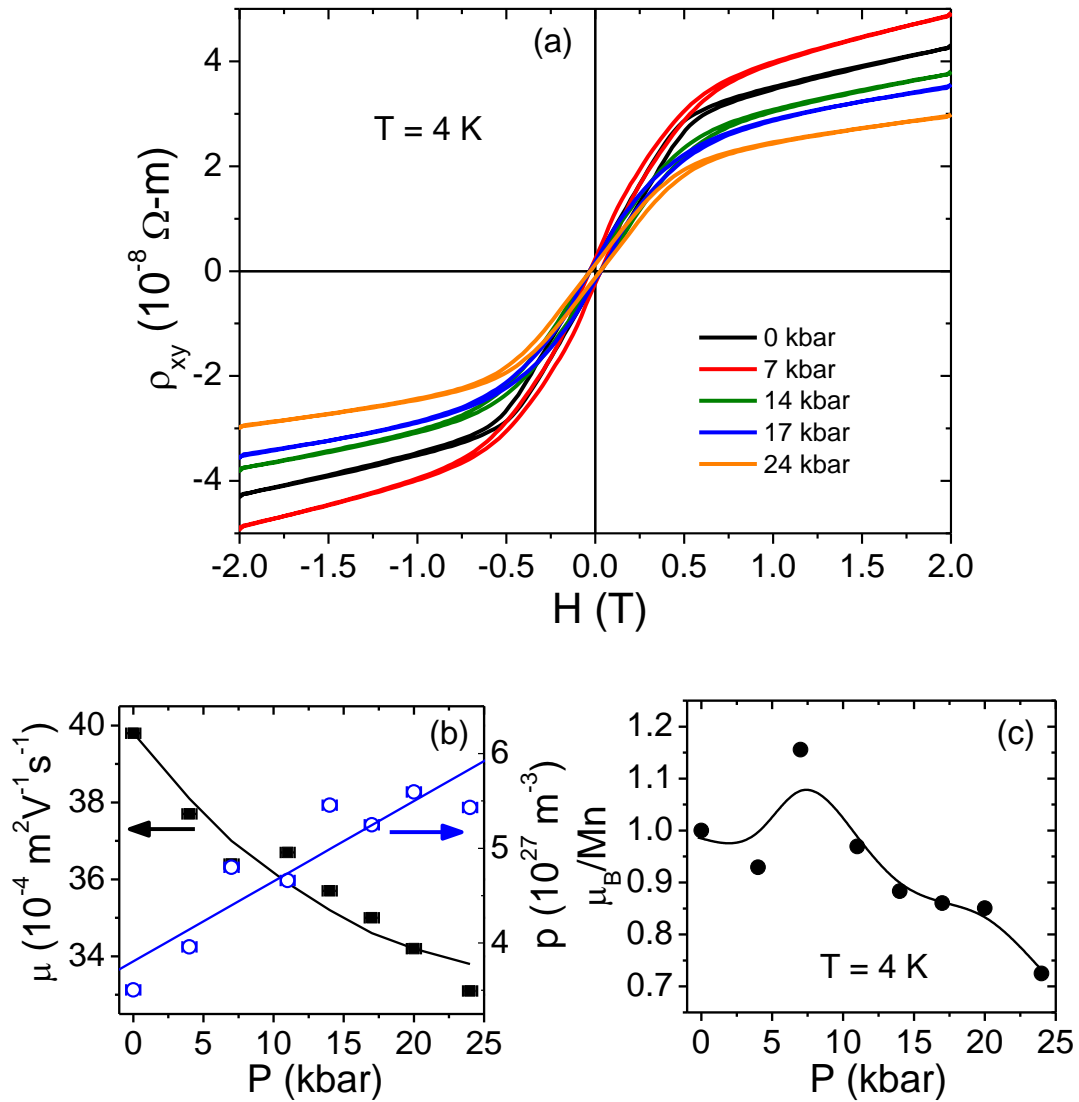 (a)
T = 4 K
ρxy (10-8 Ω-m)
4
2
0
-2
-4
0 kbar
7 kbar
14 kbar
17 kbar
24 kbar
-2.0 -1.5 -1.0 -0.5 0.0 0.5 1.0 1.5 2.0
H (T)
(b)
μ (10-4 m2V-1s-1)
40
38
36
34
p (1027 m-3)
6
5
4
0 5 10 15 20 25
P (kbar)
(c)
μB/Mn
1.2
1.1
1.0
0.9
0.8
0.7
T = 4 K
0 5 10 15 20 25
P (kbar)